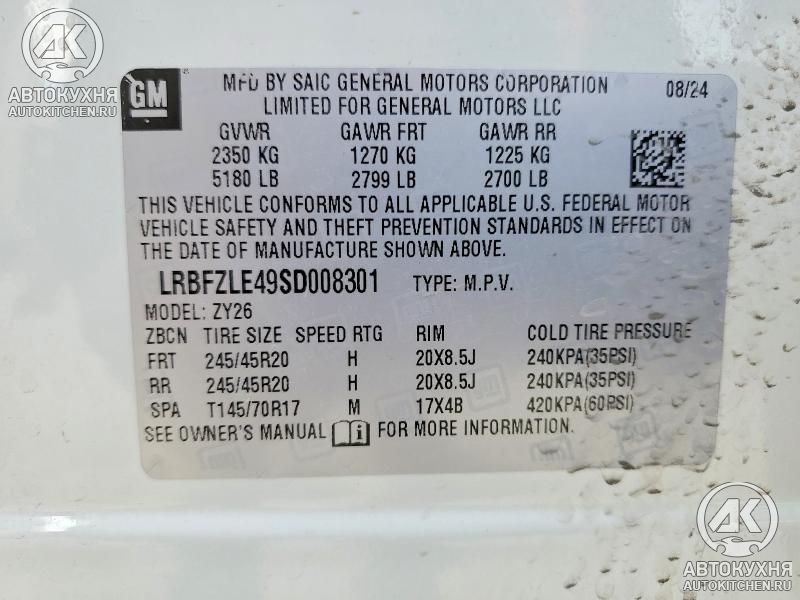 AK
АВТОКУХНЯ
AUTOKUHNYA.RU
GM
MFD BY SAIC GENERAL MOTORS CORPORATION 08/24
LIMITED FOR GENERAL MOTORS LLC
GVWR GAWR FRT GAWR RR
2350 KG 1270 KG 1225 KG
5180 LB 2799 LB 2700 LB
THIS VEHICLE CONFORMS TO ALL APPLICABLE U.S. FEDERAL MOTOR
VEHICLE SAFETY AND THEFT PREVENTION STANDARDS IN EFFECT ON
THE DATE OF MANUFACTURE SHOWN ABOVE.
LRBFZLE49SD008301 TYPE: M.P.V.
MODEL: ZY26
ZBCN TIRE SIZE SPEED RTG RIM COLD TIRE PRESSURE
FRT 245/45R20 H 20X8.5J 240KPA(35PSI)
RR 245/45R20 H 20X8.5J 240KPA(35PSI)
SPA T145/70R17 M 17X4B 420KPA(60PSI)
SEE OWNER'S MANUAL FOR MORE INFORMATION.
AK
АВТОКУХНЯ
AUTOKUHNYA.RU